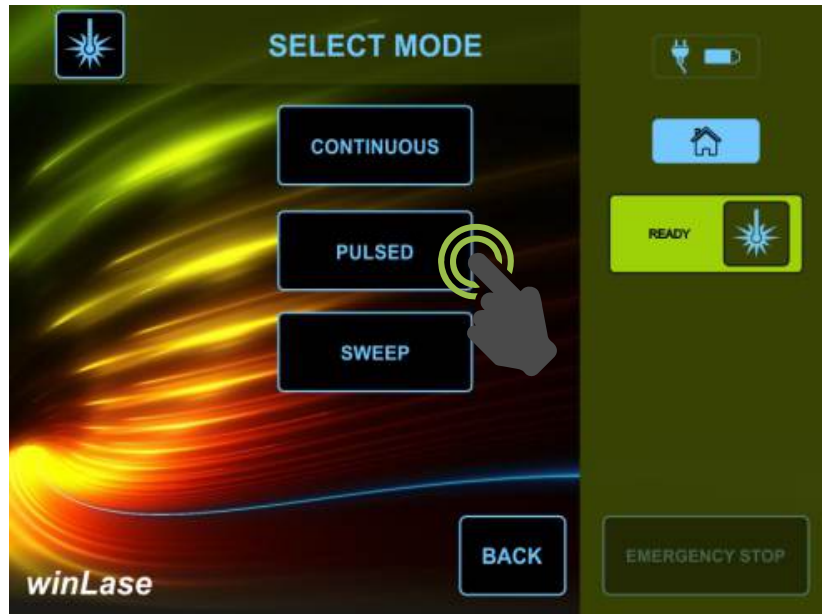 SELECT MODE
CONTINUOUS
PULSED
SWEEP
READY
BACK
EMERGENCY STOP
winLase